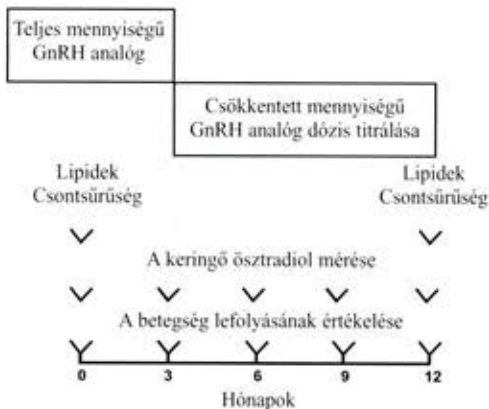 Teljes mennyiségű
GnRH analóg
Csökkentett mennyiségű
GnRH analóg dózis titrálása
Lipidek
Csontsűrűség
Lipidek
Csontsűrűség
A keringő ösztradiol mérése
A betegség lefolyásának értékelése
0 3 6 9 12
Hónapok